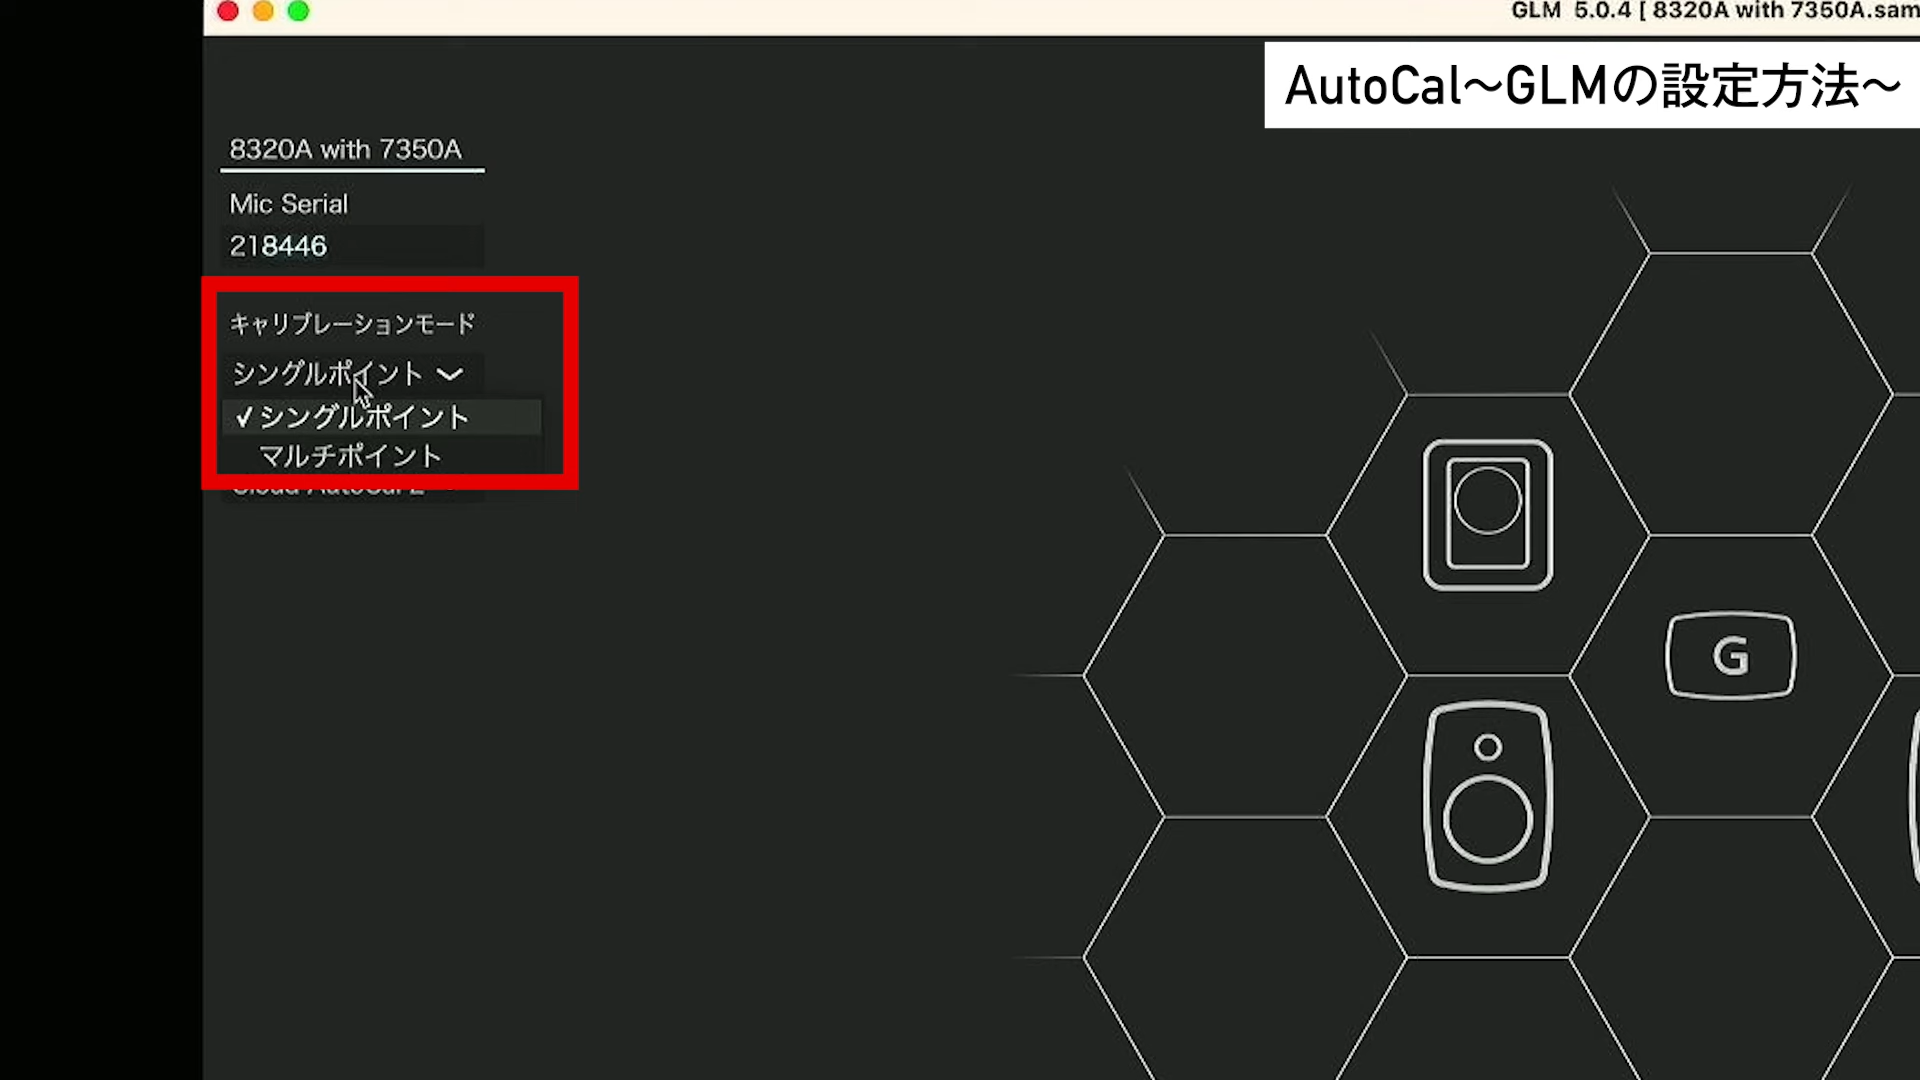 GLM 5.0.4 [ 8320A with 7350A.sam
AutoCal～GLMの設定方法～
8320A with 7350A
Mic Serial
218446
キャリブレーションモード
シングルポイント
✓シングルポイント
マルチポイント
Cloud AutoCal 2
G